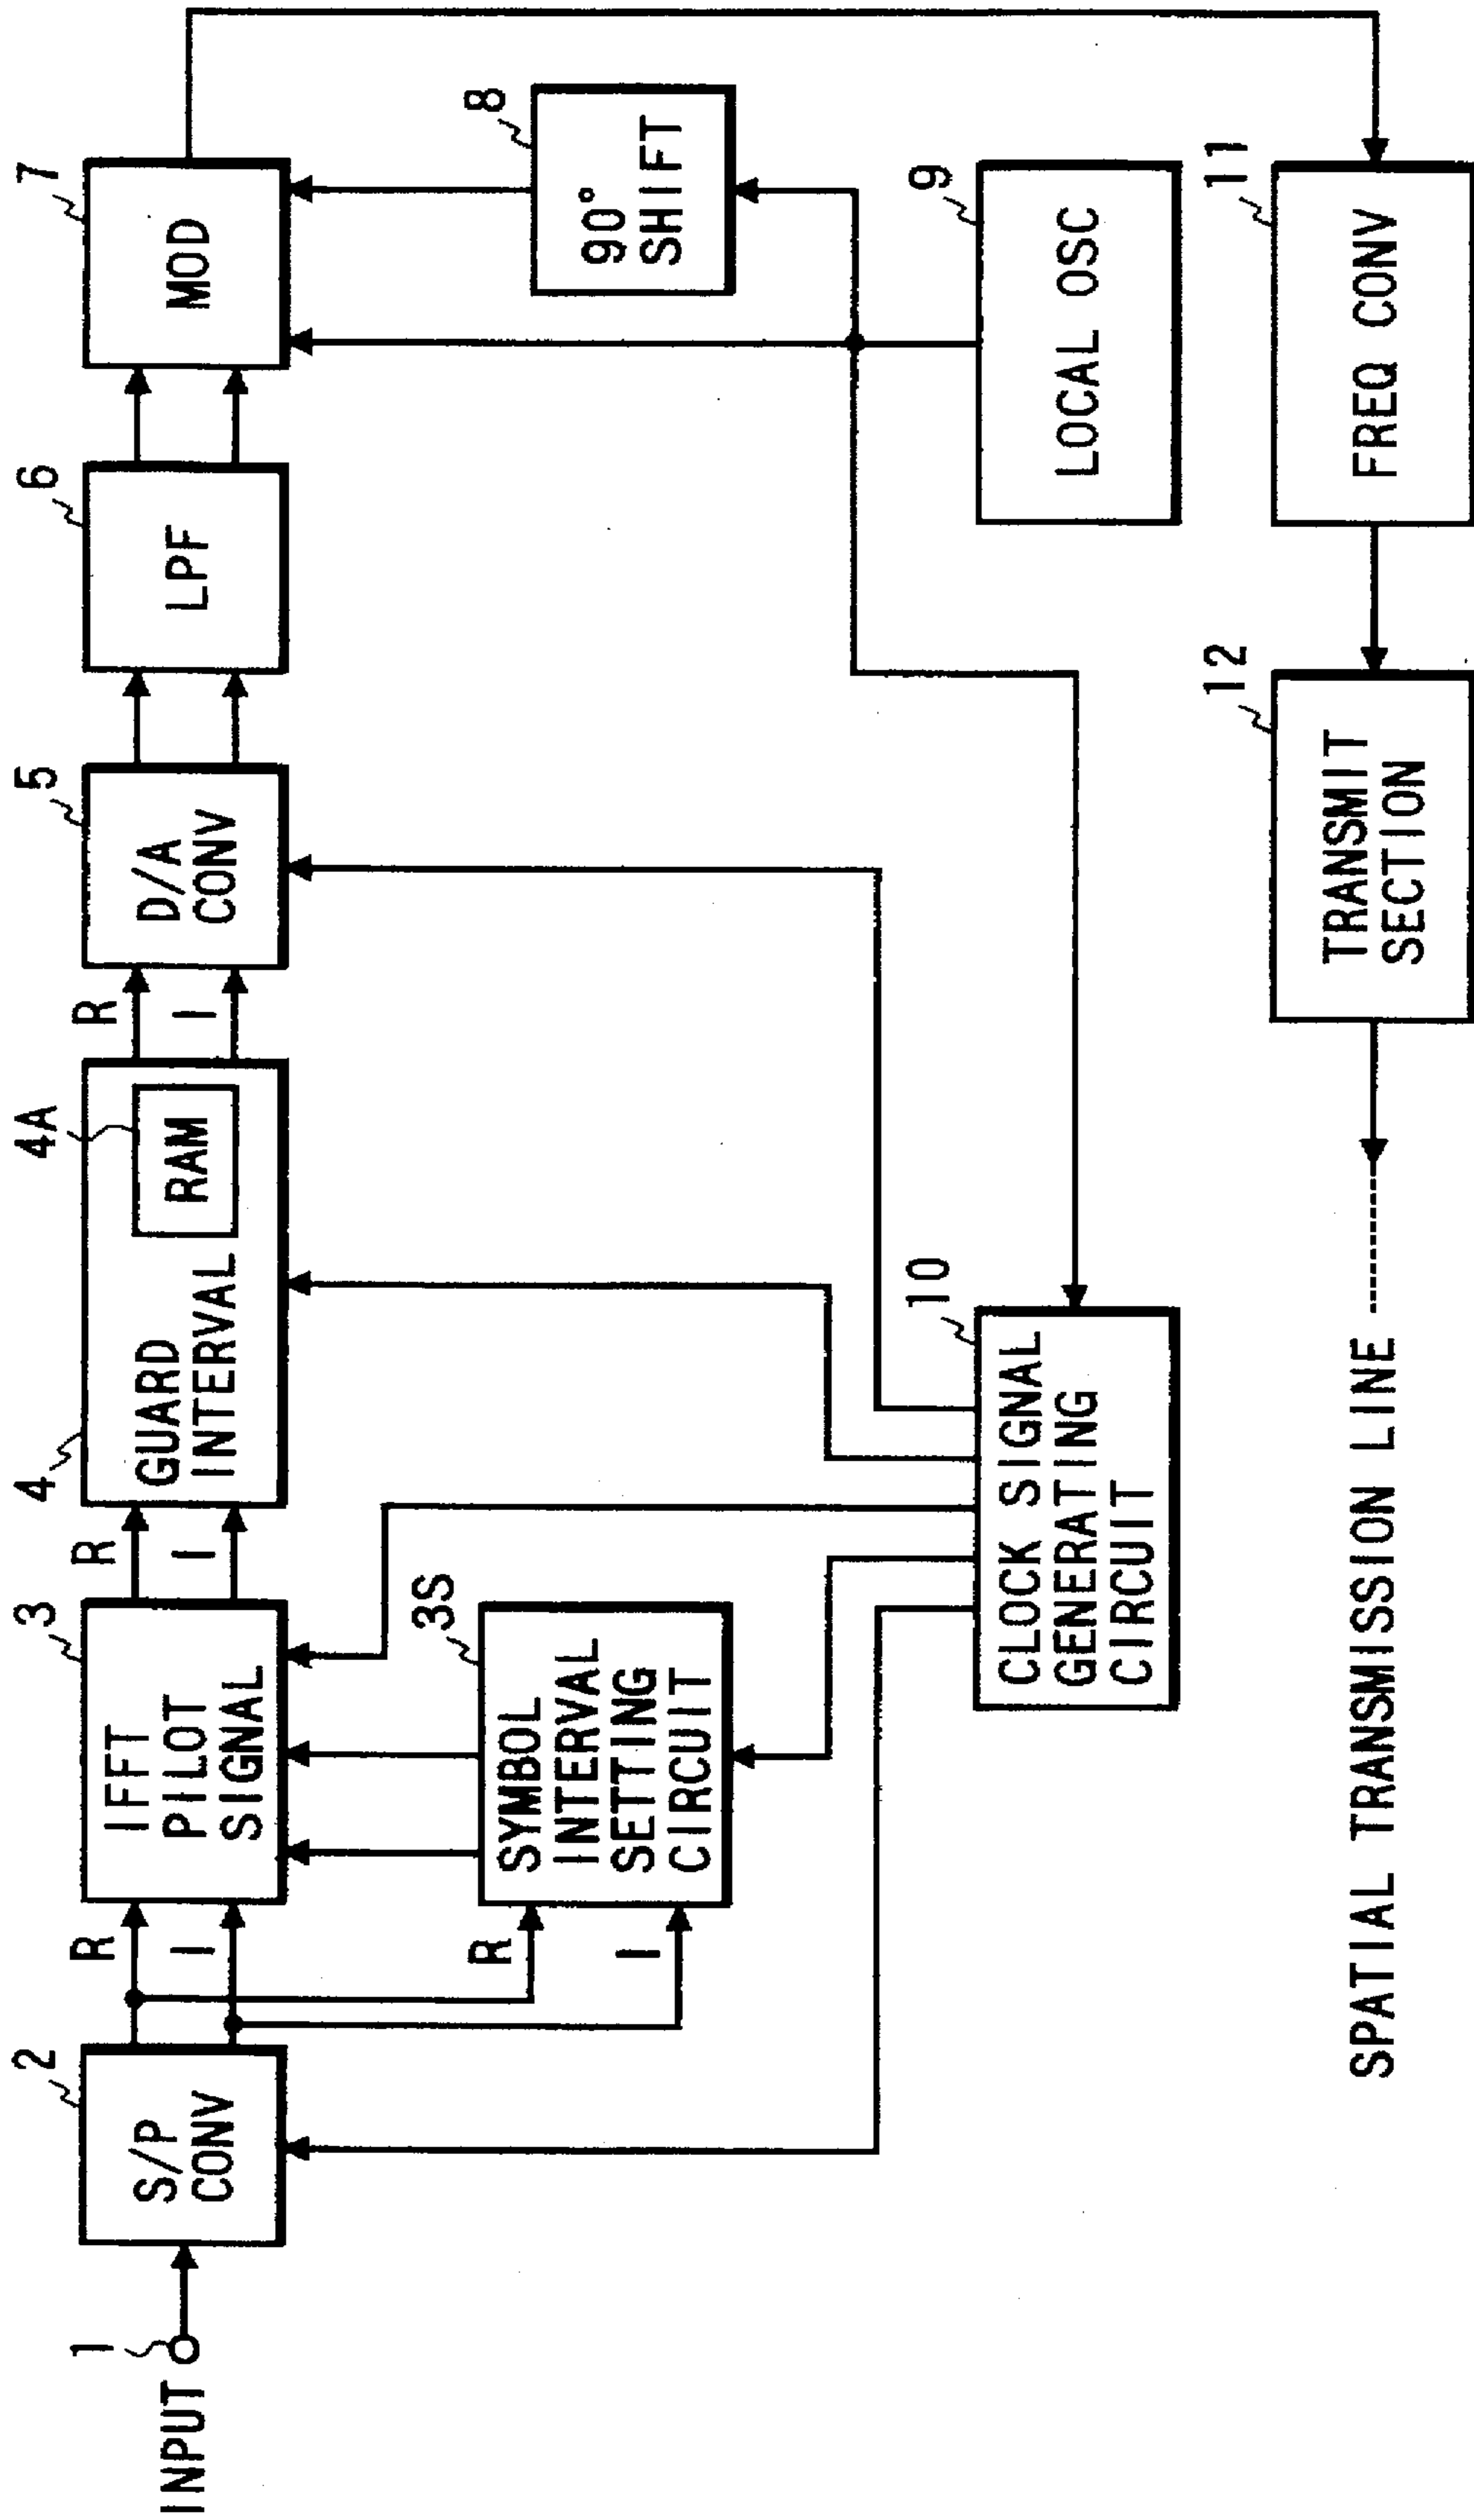 INPUT
1
2
S/P
CONV
R
I
R
I
3
IFFT
PILOT
SIGNAL
3S
SYMBOL
INTERVAL
SETTING
CIRCUIT
R
I
4
GUARD
INTERVAL
4A
RAM
R
I
5
D/A
CONV
6
LPF
7
MOD
8
90°
SHIFT
9
LOCAL OSC
10
CLOCK SIGNAL
GENERATING
CIRCUIT
11
FREQ CONV
12
TRANSMIT
SECTION
SPATIAL TRANSMISSION LINE